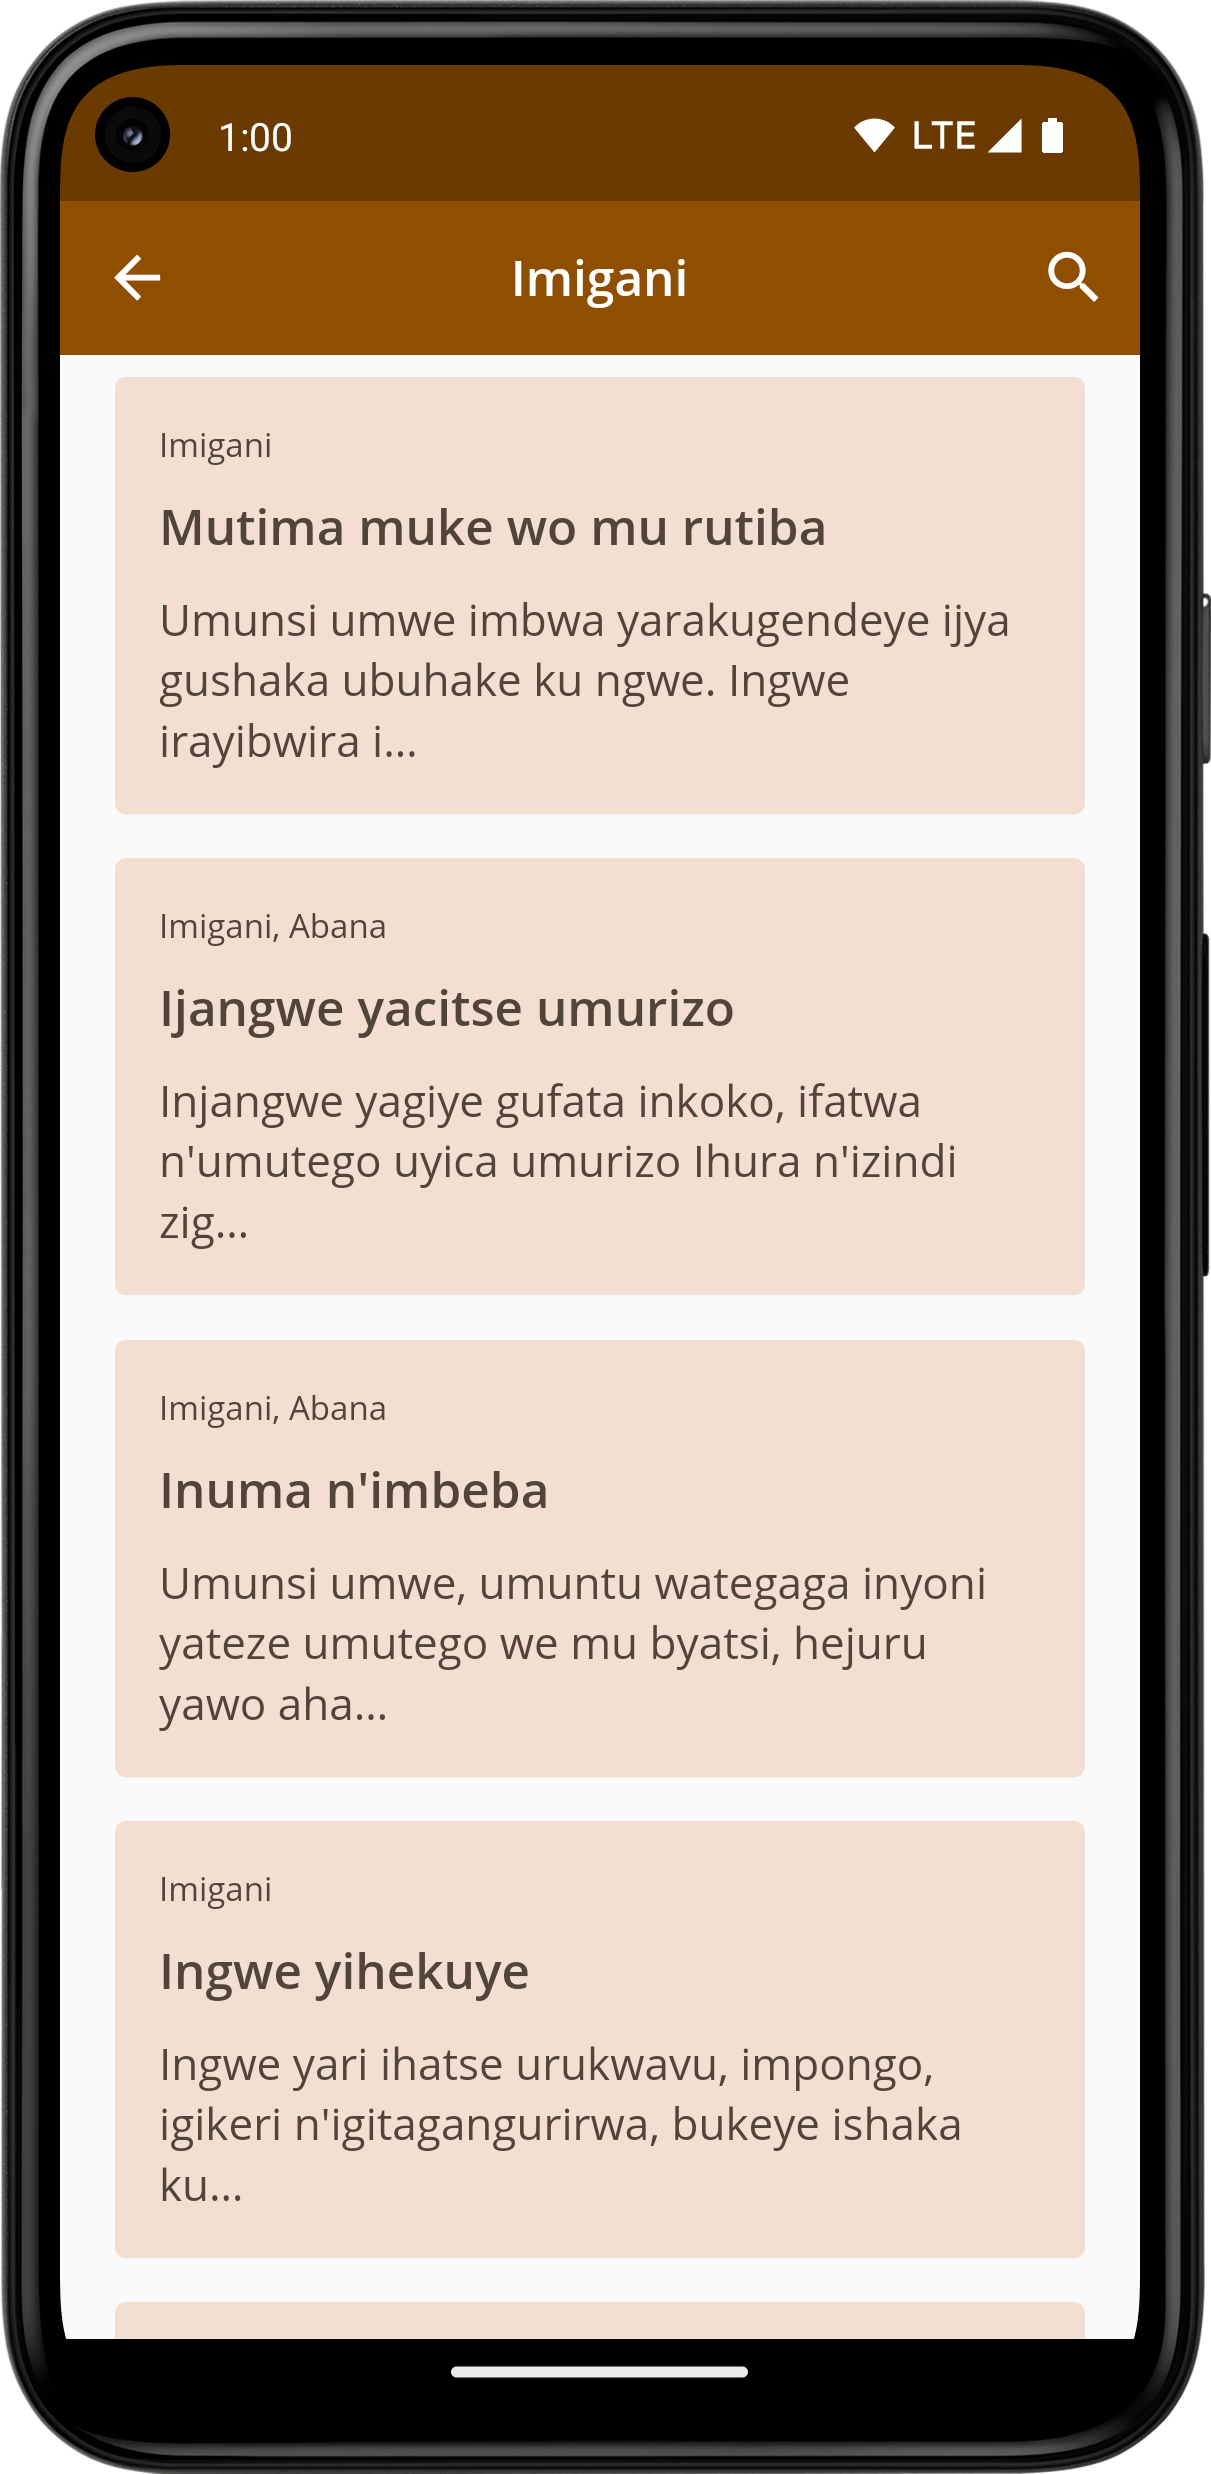 1:00 LTE
Imigani
Imigani
Mutima muke wo mu rutiba
Umunsi umwe imbwa yarakugendeye ijya
gushaka ubuhake ku ngwe. Ingwe
irayibwira i...
Imigani, Abana
Ijangwe yacitse umurizo
Injangwe yagiye gufata inkoko, ifatwa
n'umutego uyica umurizo Ihura n'izindi
zig...
Imigani, Abana
Inuma n'imbeba
Umunsi umwe, umuntu wategaga inyoni
yateze umutego we mu byatsi, hejuru
yawo aha...
Imigani
Ingwe yihekuye
Ingwe yari ihatse urukwavu, impongo,
igikeri n'igitagangurirwa, bukeye ishaka
ku...